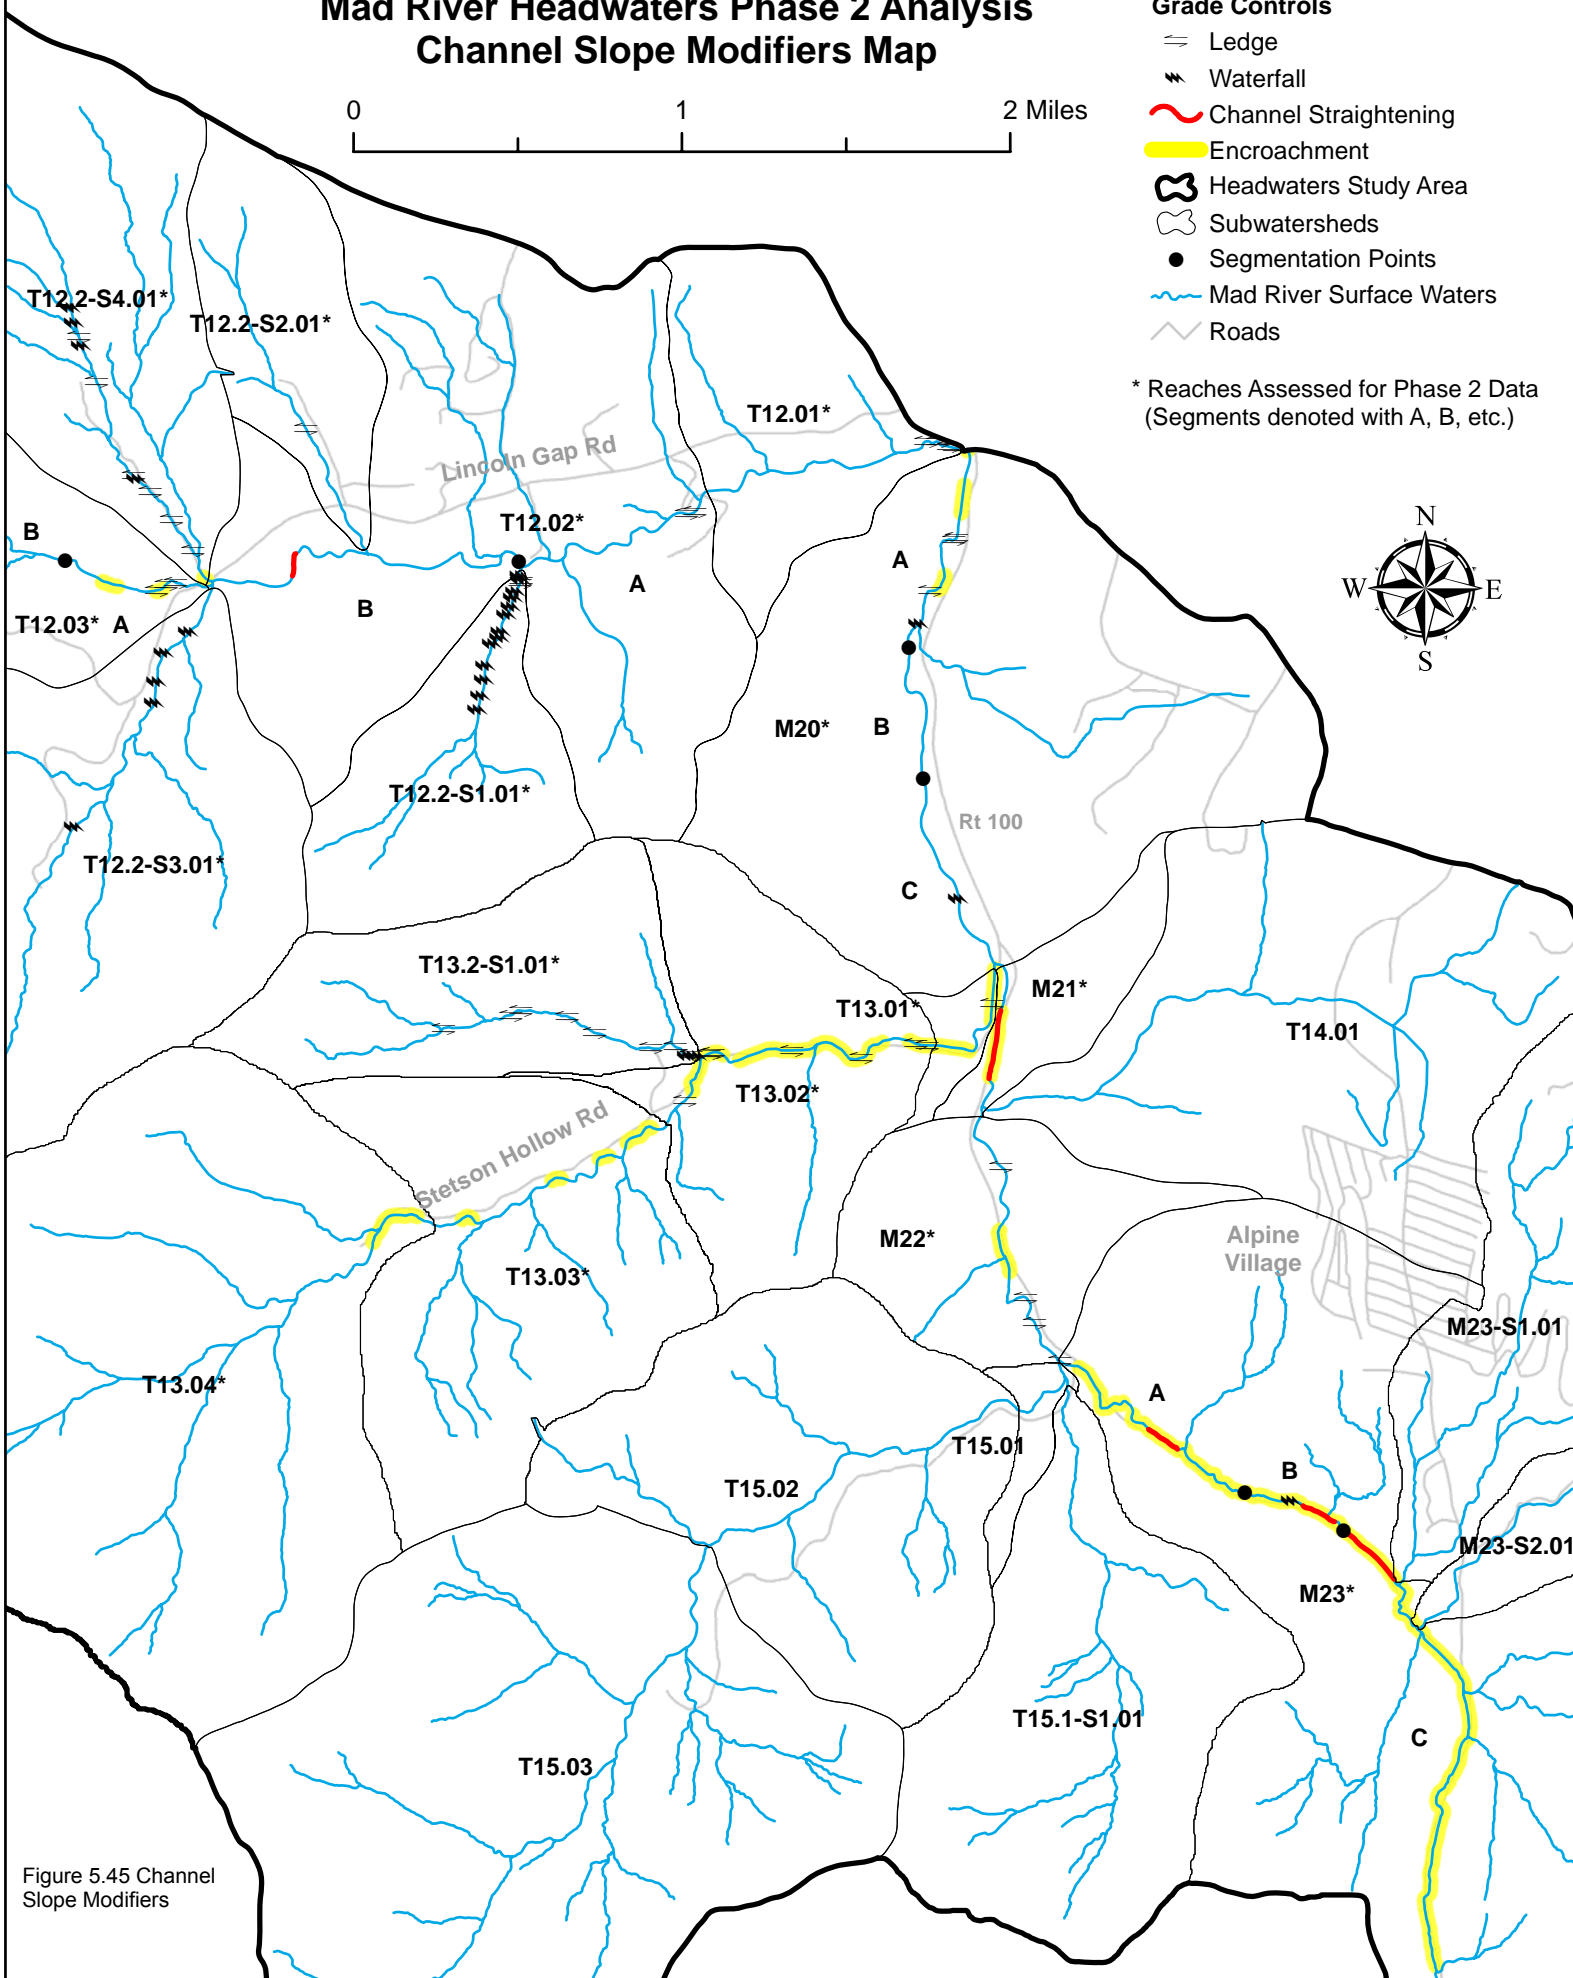 Mad River Headwaters Phase 2 Analysis
Channel Slope Modifiers Map
0 1 2 Miles
Grade Controls
Ledge
Waterfall
Channel Straightening
Encroachment
Headwaters Study Area
Subwatersheds
Segmentation Points
Mad River Surface Waters
Roads
* Reaches Assessed for Phase 2 Data
(Segments denoted with A, B, etc.)
N
W E
S
T12.2-S4.01*
T12.2-S2.01*
T12.01*
Lincoln Gap Rd
T12.02*
B
A
A
B
T12.03* A
M20*
B
T12.2-S1.01*
Rt 100
T12.2-S3.01*
C
T13.2-S1.01*
M21*
T13.01*
T14.01
T13.02*
Stetson Hollow Rd
M22*
Alpine
Village
T13.03*
M23-S1.01
T13.04*
A
T15.01
B
T15.02
M23-S2.01
M23*
T15.1-S1.01
C
T15.03
Figure 5.45 Channel
Slope Modifiers